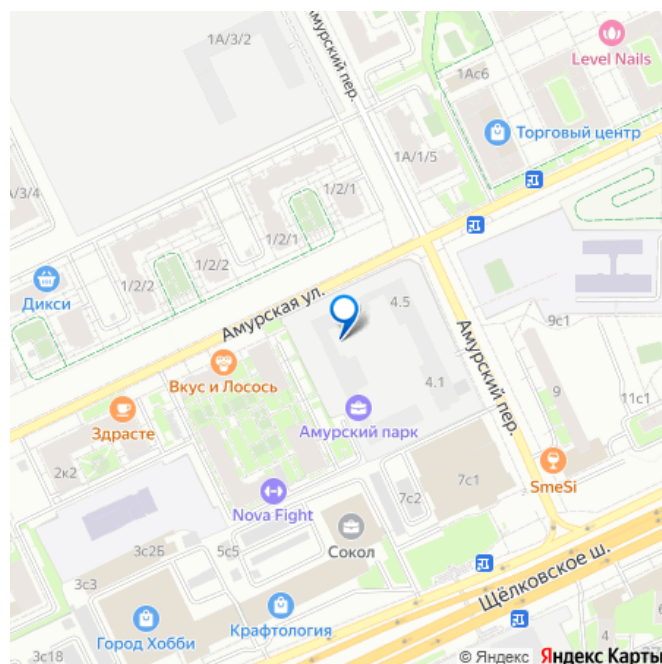 1А/3/2
Амурский пер.
Level Nails
1Ас6
Торговый центр
1А/1/5
А/3/4
1/2/1
1/2/1
1/2/2
1/2/2
Дикси
Амурская ул.
4.5
9с1
Амурский пер.
Вкус и Лосось
4.1
9
11с1
Здрасте
Амурский парк
2к2
7с1
SmeSi
7с2
Nova Fight
Сокол
3с2Б
5с5
3с3
Щёлковское ш.
Город Хобби
Крафтология
3с18
4
© Яндекс Яндекс Карты